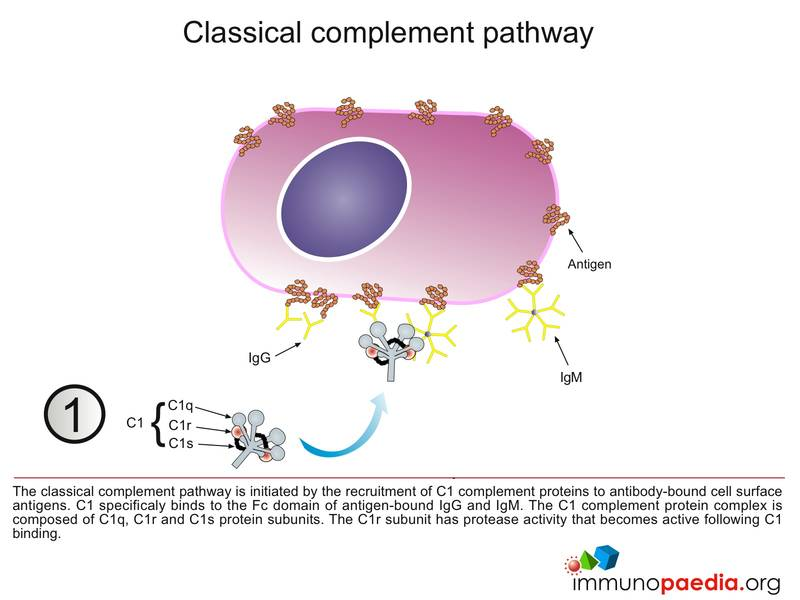 Classical complement pathway
Antigen
IgG
IgM
1
C1
C1q
C1r
C1s
The classical complement pathway is initiated by the recruitment of C1 complement proteins to antibody-bound cell surface
antigens. C1 specificaly binds to the Fc domain of antigen-bound IgG and IgM. The C1 complement protein complex is
composed of C1q, C1r and C1s protein subunits. The C1r subunit has protease activity that becomes active following C1
binding.
immunopaedia.org